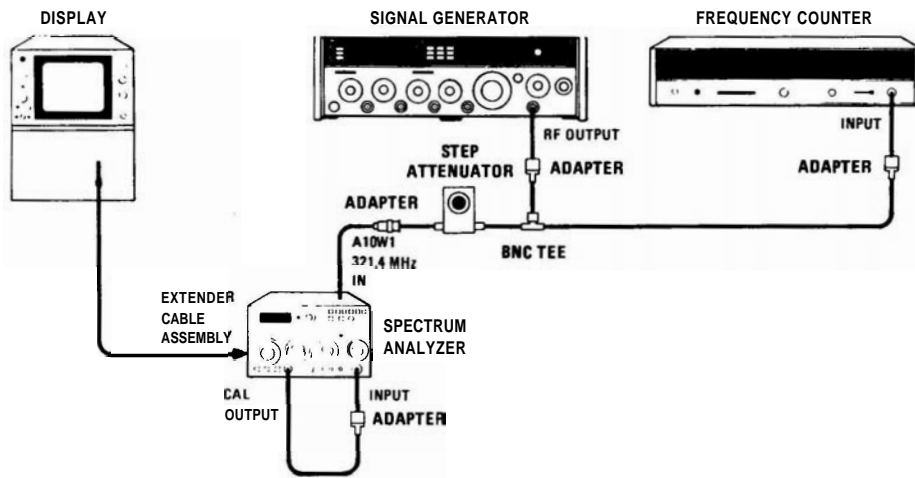 DISPLAY
SIGNAL GENERATOR
FREQUENCY COUNTER
RF OUTPUT
INPUT
STEP
ATTENUATOR
ADAPTER
ADAPTER
ADAPTER
A10W1
321.4 MHz
IN
BNC TEE
EXTENDER
CABLE
ASSEMBLY
SPECTRUM
ANALYZER
CAL
OUTPUT
INPUT
ADAPTER